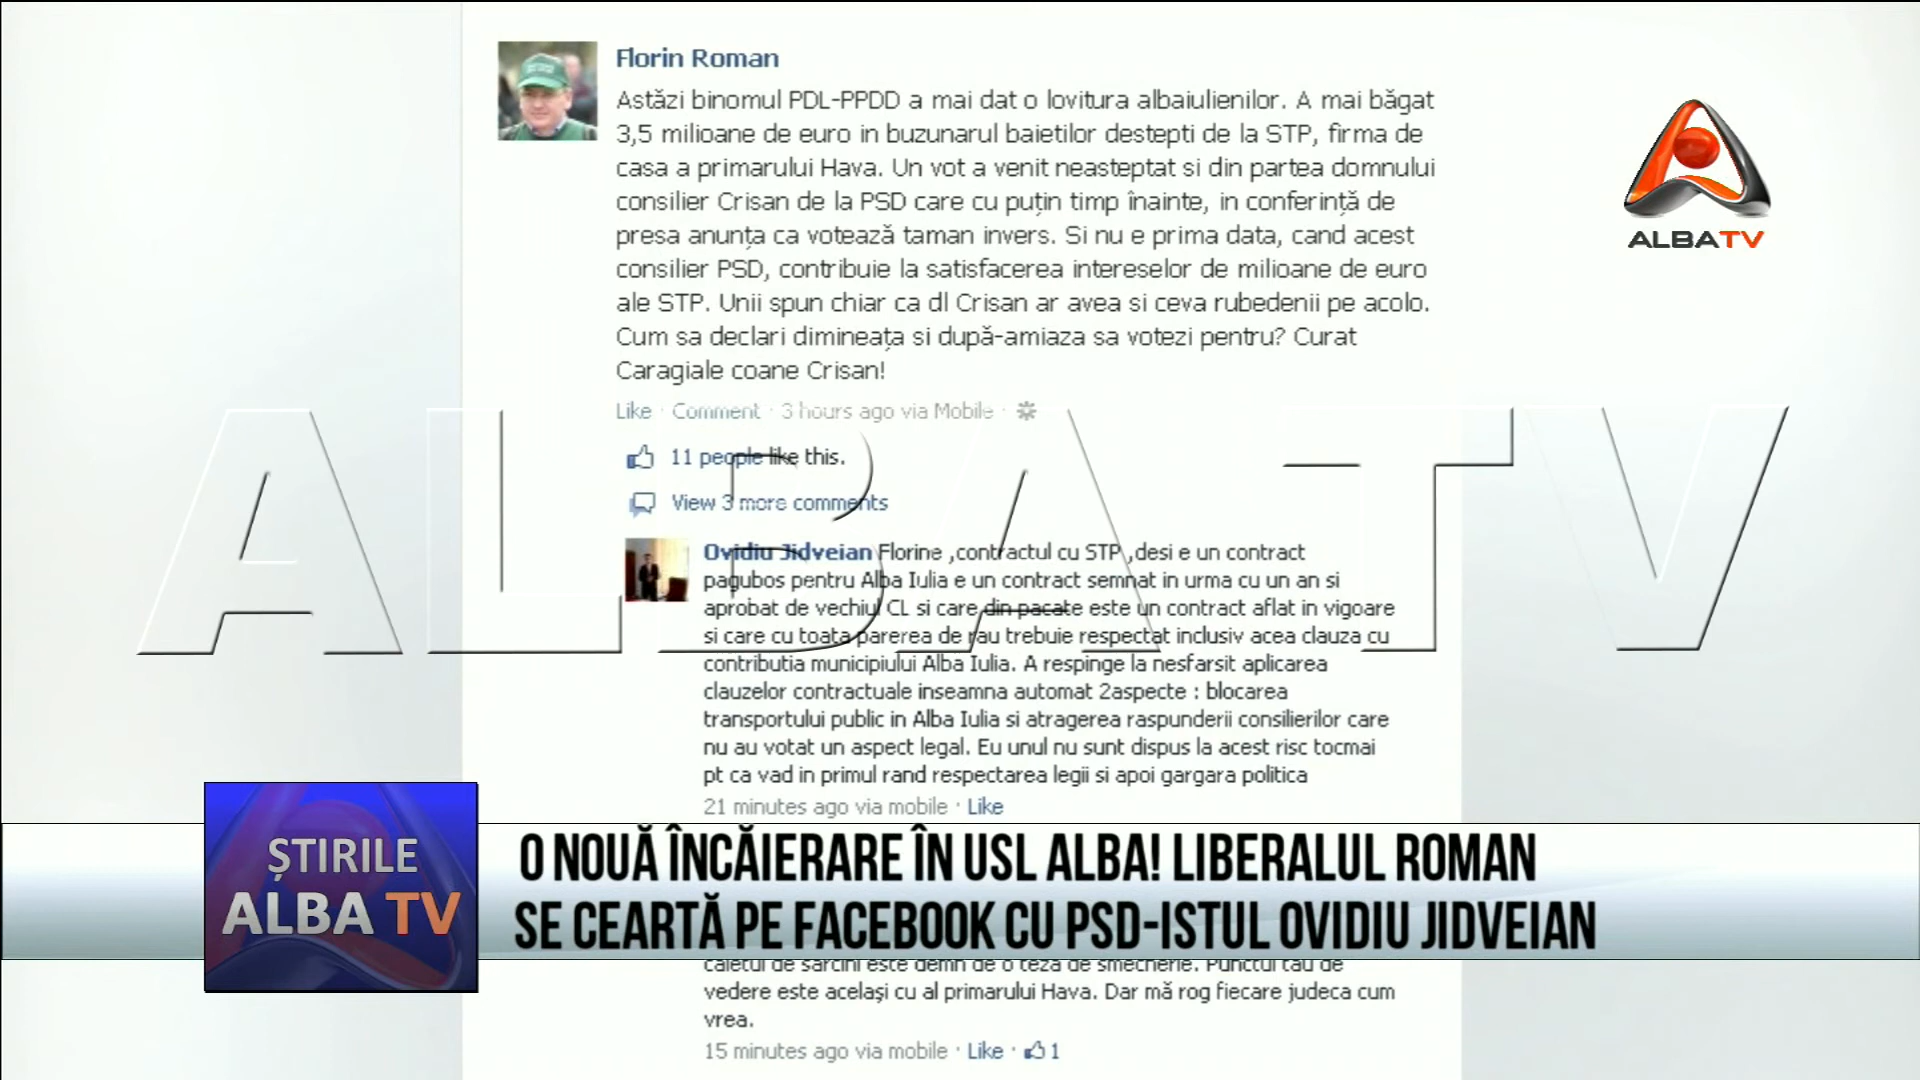 Florin Roman
Astăzi binomul PDL-PPDD a mai dat o lovitura albaiulienilor. A mai băgat
3,5 milioane de euro in buzunarul baietilor destepti de la STP, firma de
casa a primarului Hava. Un vot a venit neasteptat si din partea domnului
consilier Crisan de la PSD care cu puțin timp înainte, in conferință de
presa anunța ca votează taman invers. Si nu e prima data, cand acest
consilier PSD, contribuie la satisfacerea intereselor de milioane de euro
ale STP. Unii spun chiar ca dl Crisan ar avea si ceva rubedenii pe acolo.
Cum sa declari dimineața si după-amiaza sa votezi pentru? Curat
Caragiale coane Crisan!
Like · Comment · 3 hours ago via Mobile ·
11 people like this.
View 3 more comments
Ovidiu Jidveian Florine ,contractul cu STP ,desi e un contract
pagubos pentru Alba Iulia e un contract semnat in urma cu un an si
aprobat de vechiul CL si care din pacate este un contract aflat in vigoare
si care cu toata parerea de rau trebuie respectat inclusiv acea clauza cu
contributia municipiului Alba Iulia. A respinge la nesfarsit aplicarea
clauzelor contractuale inseamna automat 2aspecte : blocarea
transportului public in Alba Iulia si atragerea raspunderii consilierilor care
nu au votat un aspect legal. Eu unul nu sunt dispus la acest risc tocmai
pt ca vad in primul rand respectarea legii si apoi gargara politica
21 minutes ago via mobile · Like
caietul de sarcini este demn de o teza de smecherie. Punctul tau de
vedere este același cu al primarului Hava. Dar mă rog fiecare judeca cum
vrea.
15 minutes ago via mobile · Like · 1
ALBATV
ALBA TV
ȘTIRILE
ALBA TV
O NOUĂ ÎNCĂIERARE ÎN USL ALBA! LIBERALUL ROMAN
SE CEARTĂ PE FACEBOOK CU PSD-ISTUL OVIDIU JIDVEIAN